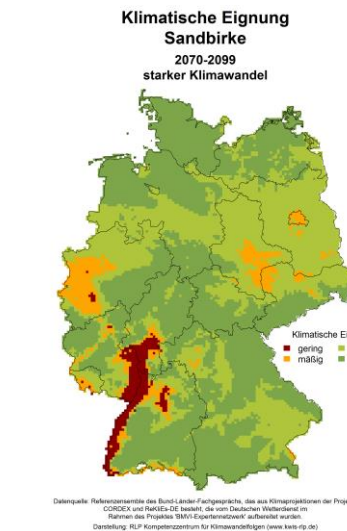 Klimatische Eignung
Sandbirke
2070-2099
starker Klimawandel
Klimatische Ei
gering
mäßig
Datenquelle: Referenzensemble des Bund-Länder-Fachgesprächs, das aus Klimaprojektionen der Proje
CORDEX und ReKliEs-DE besteht, die vom Deutschen Wetterdienst im
Rahmen des Projektes 'BMVI-Expertennetzwerk' aufbereitet wurden.
Darstellung: RLP Kompetenzzentrum für Klimawandelfolgen (www.kwis-rlp.de)